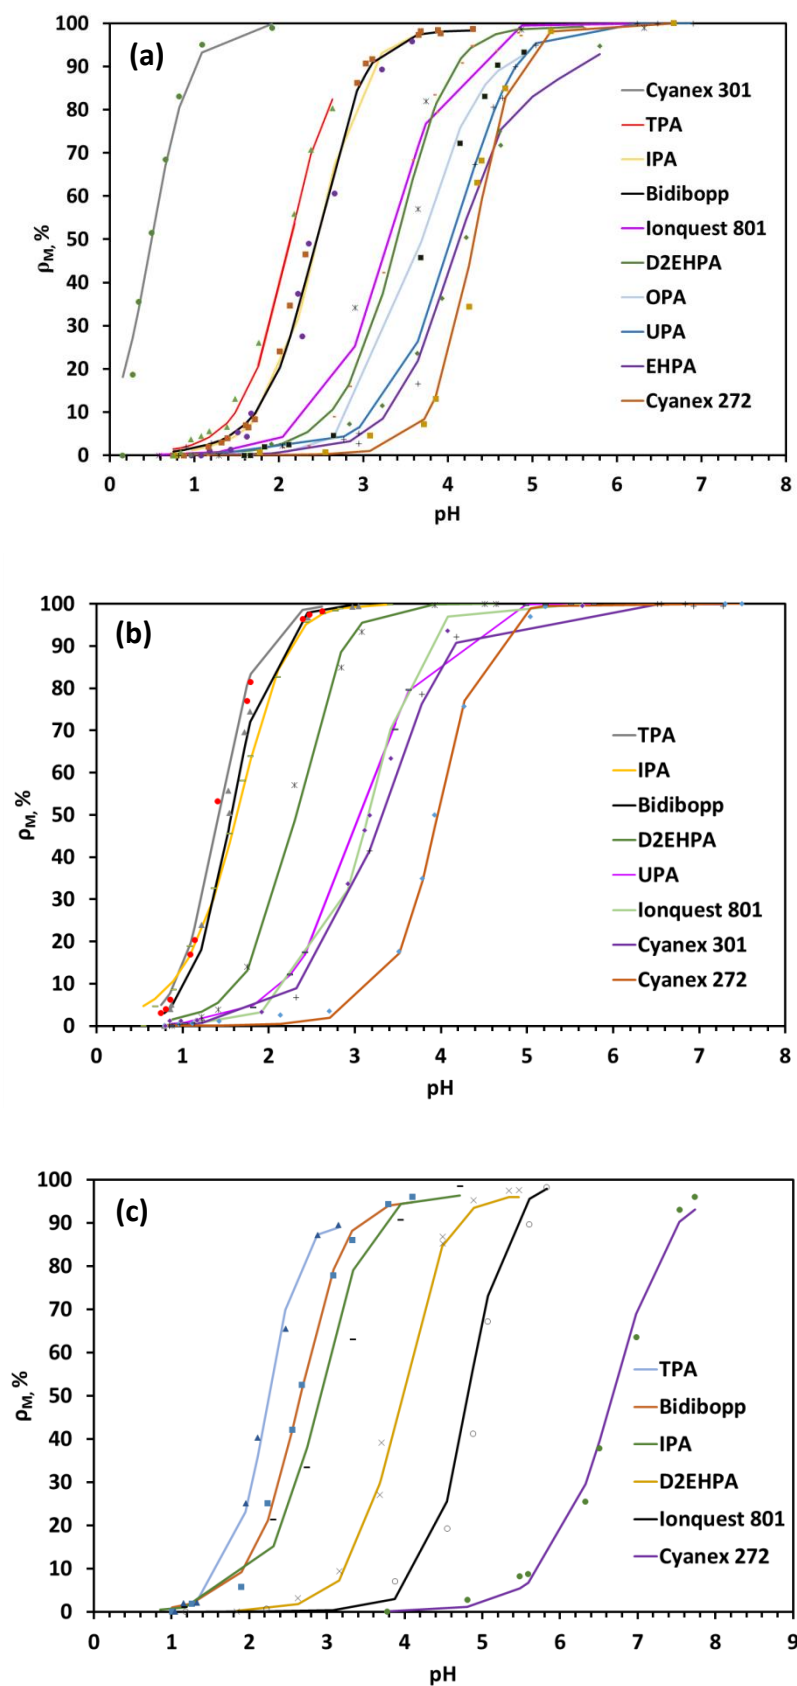 (a)
100
90
80
70
60
50
40
30
20
10
0
ρM, %
Cyanex 301
TPA
IPA
Bidibopp
Ionquest 801
D2EHPA
OPA
UPA
EHPA
Cyanex 272
0 1 2 3 4 5 6 7
pH
(b)
100
90
80
70
60
50
40
30
20
10
0
ρM, %
TPA
IPA
Bidibopp
D2EHPA
UPA
Ionquest 801
Cyanex 301
Cyanex 272
0 1 2 3 4 5 6 7 8
pH
(c)
100
90
80
70
60
50
40
30
20
10
0
ρM, %
TPA
Bidibopp
IPA
D2EHPA
Ionquest 801
Cyanex 272
0 1 2 3 4 5 6 7 8 9
pH